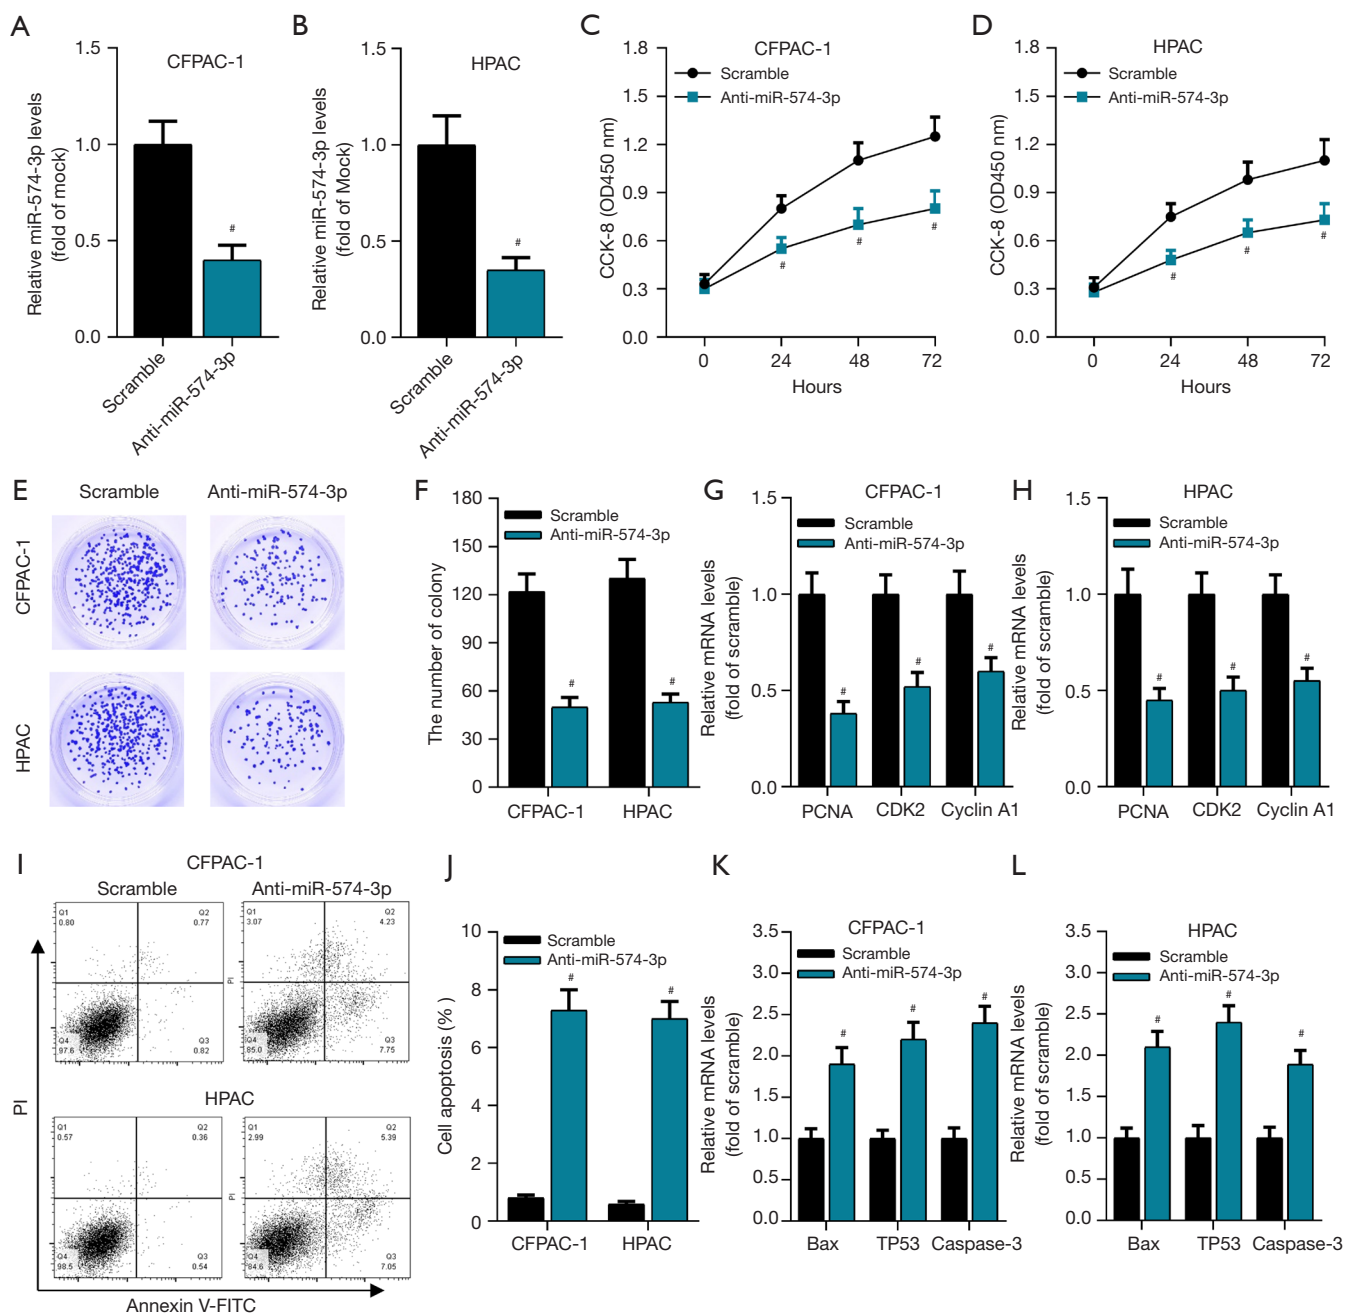 A
CFPAC-1
Relative miR-574-3p levels
(fold of mock)
1.5
1.0
0.5
0.0
#
Scramble
Anti-miR-574-3p
B
HPAC
Relative miR-574-3p levels
(fold of Mock)
1.5
1.0
0.5
0.0
#
Scramble
Anti-miR-574-3p
C
CFPAC-1
Scramble
Anti-miR-574-3p
CCK-8 (OD450 nm)
1.8
1.5
1.2
0.9
0.6
0.3
0.0
#
#
#
0 24 48 72
Hours
D
HPAC
Scramble
Anti-miR-574-3p
CCK-8 (OD450 nm)
1.8
1.5
1.2
0.9
0.6
0.3
0.0
#
#
#
0 24 48 72
Hours
E
Scramble Anti-miR-574-3p
CFPAC-1
HPAC
F
Scramble
Anti-miR-574-3p
The number of colony
180
150
120
90
60
30
0
# #
CFPAC-1 HPAC
G
CFPAC-1
Scramble
Anti-miR-574-3p
Relative mRNA levels
(fold of scramble)
1.5
1.0
0.5
0.0
# # #
PCNA CDK2 Cyclin A1
H
HPAC
Scramble
Anti-miR-574-3p
Relative mRNA levels
(fold of scramble)
1.5
1.0
0.5
0.0
# # #
PCNA CDK2 Cyclin A1
I
CFPAC-1
Scramble Anti-miR-574-3p
Q1
0.80
Q2
0.77
Q4
97.6
Q3
0.82
Q1
3.07
Q2
4.23
PI
Q4
85.0
Q3
7.75
HPAC
Q1
0.57
Q2
0.36
Q4
98.5
Q3
0.54
Q1
2.99
Q2
5.39
PI
Q4
84.6
Q3
7.05
PI
Annexin V-FITC
J
Scramble
Anti-miR-574-3p
Cell apoptosis (% )
10
8
6
4
2
0
# #
CFPAC-1 HPAC
K
CFPAC-1
Scramble
Anti-miR-574-3p
Relative mRNA levels
(fold of scramble)
3.5
3.0
2.5
2.0
1.5
1.0
0.5
0.0
# # #
Bax TP53 Caspase-3
L
HPAC
Scramble
Anti-miR-574-3p
Relative mRNA levels
(fold of scramble)
3.5
3.0
2.5
2.0
1.5
1.0
0.5
0.0
# # #
Bax TP53 Caspase-3